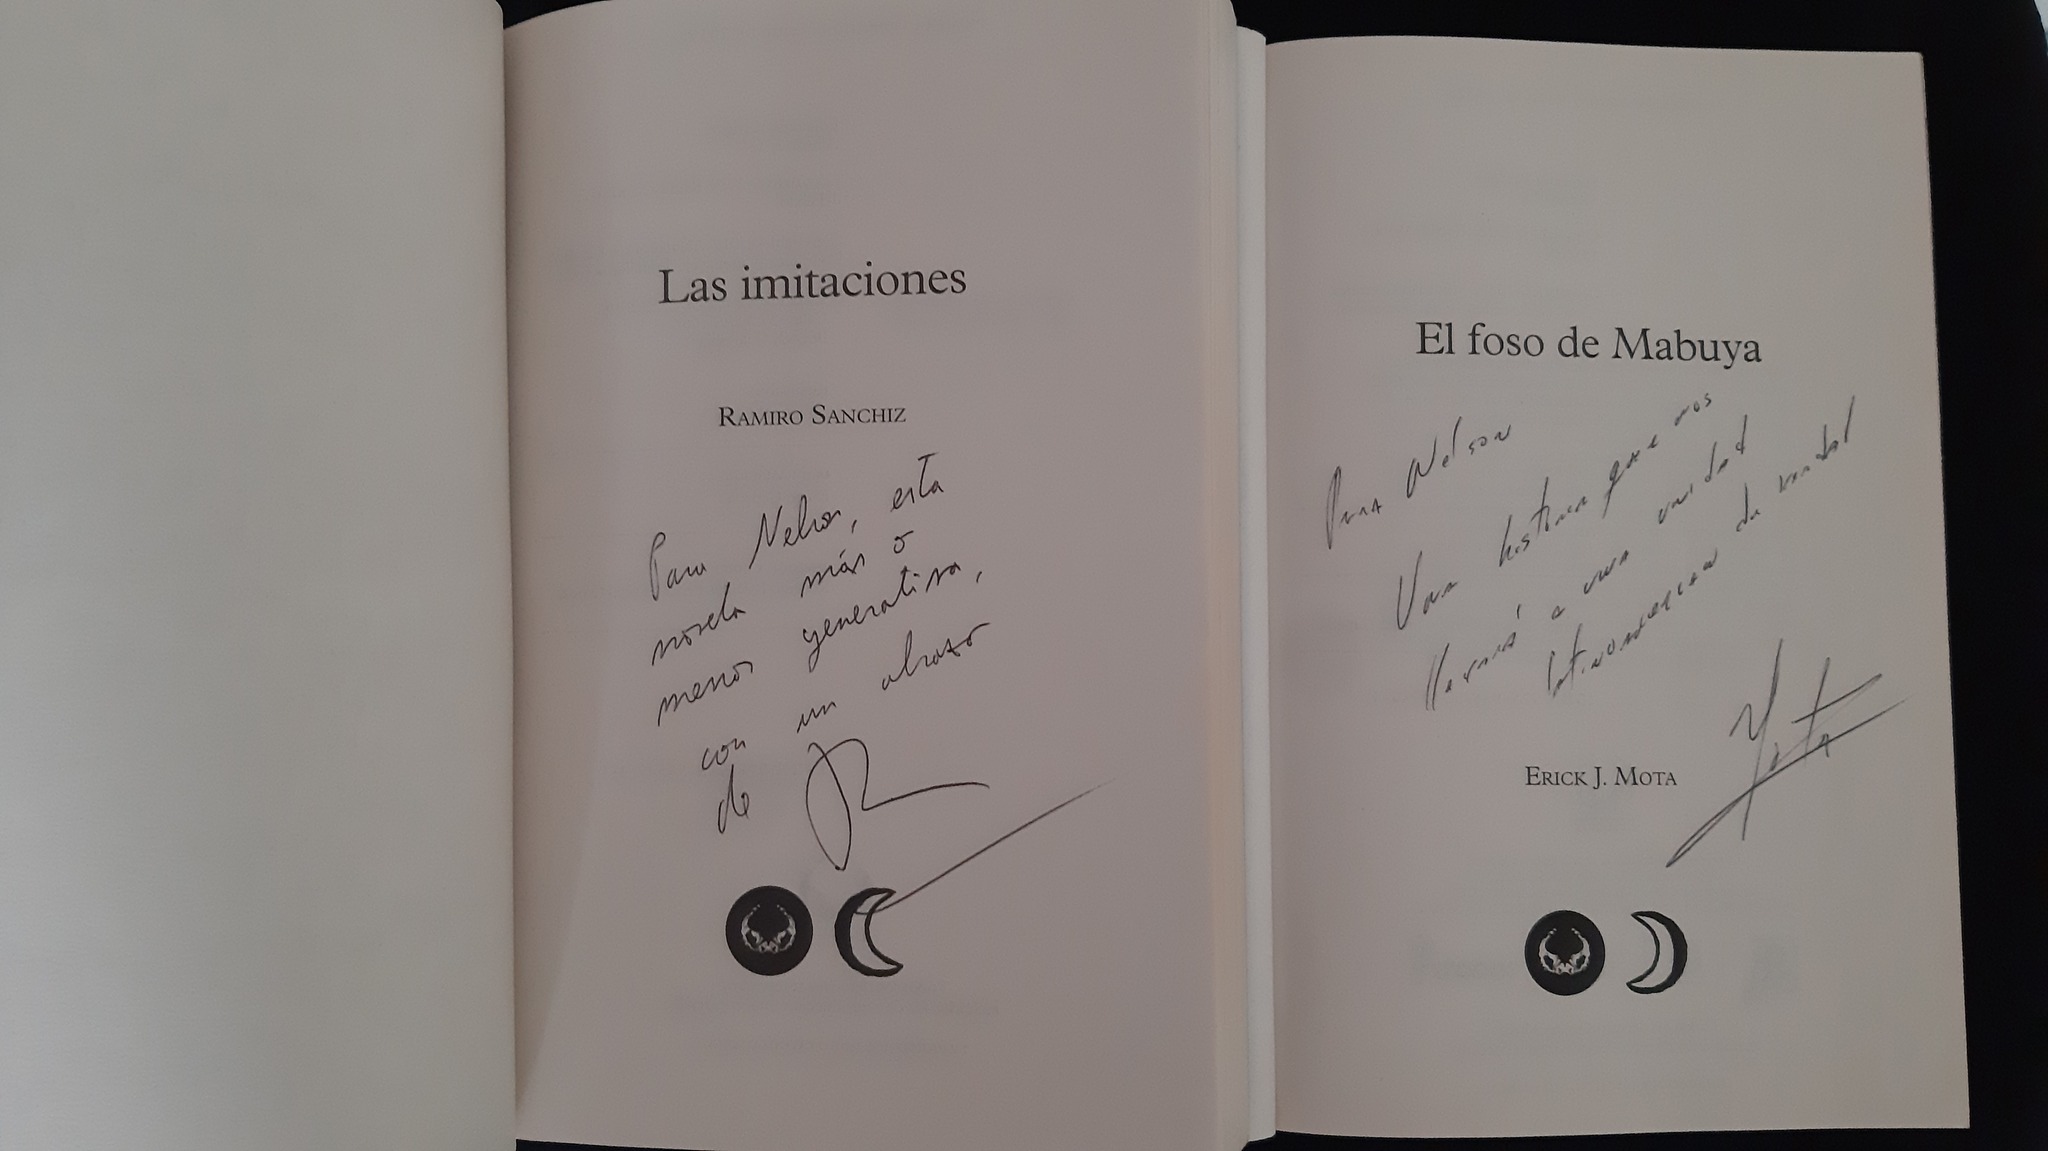 Las imitaciones
RAMIRO SANCHIZ
Para Nelson, esta
novela más o
menos generativa,
con un abrazo
de
El foso de Mabuya
Para Nelson
Una historia que nos
llevará a una unidad
latinoamericana de verdad
Mota
ERICK J. MOTA